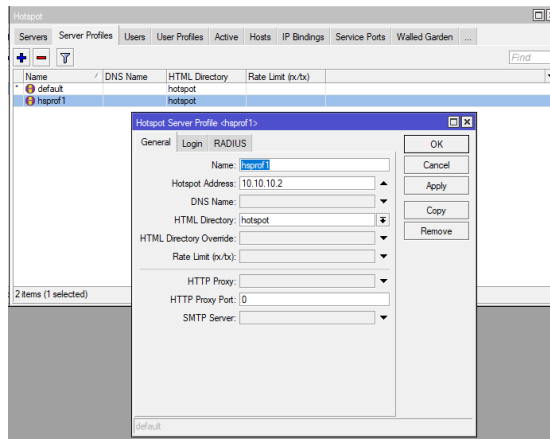 Hotspot
Servers Server Profiles Users User Profiles Active Hosts IP Bindings Service Ports Walled Garden ...
Find
Name / DNS Name HTML Directory Rate Limit (rx/tx)
* default hotspot
hsprof1 hotspot
Hotspot Server Profile <hsprof1>
General Login RADIUS
OK
Name: hsprof1
Cancel
Hotspot Address: 10.10.10.2
Apply
DNS Name:
Copy
HTML Directory: hotspot
Remove
HTML Directory Override:
Rate Limit (rx/tx):
HTTP Proxy:
HTTP Proxy Port: 0
SMTP Server:
2 items (1 selected)
default